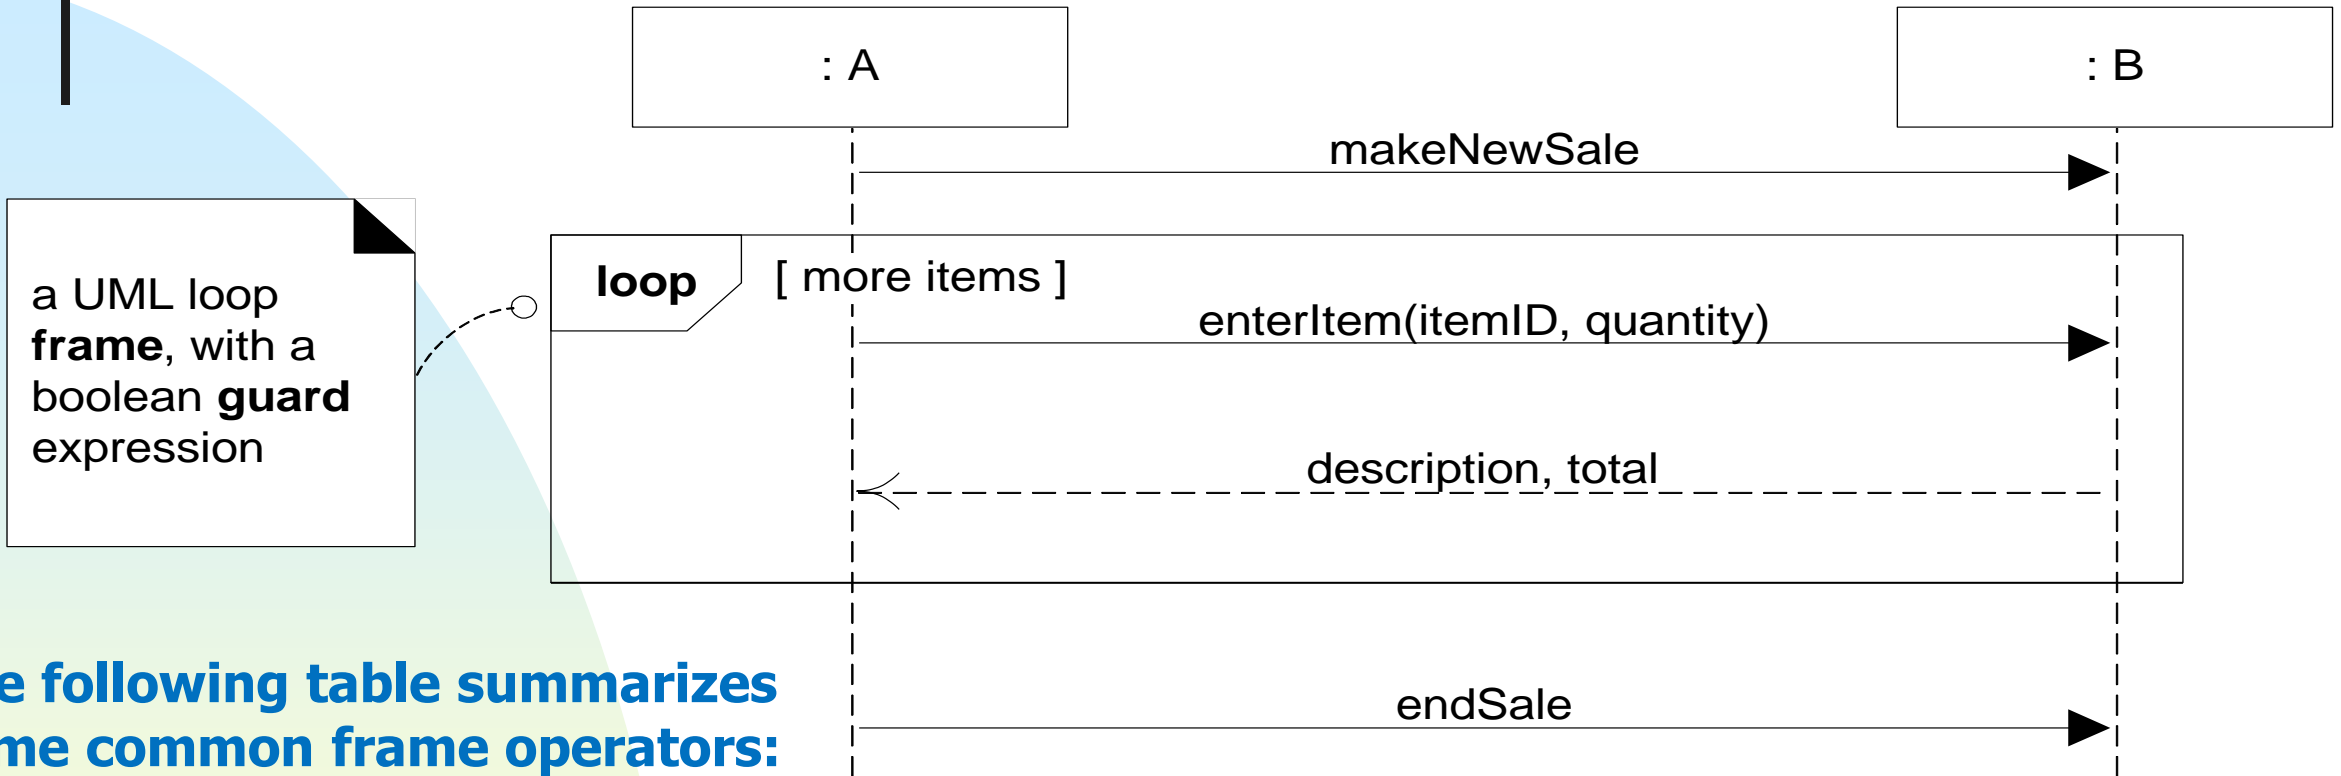 : A
: B
makeNewSale
loop
[ more items ]
enterItem(itemID, quantity)
a UML loop
frame, with a
boolean guard
expression
description, total
e following table summarizes
me common frame operators:
endSale